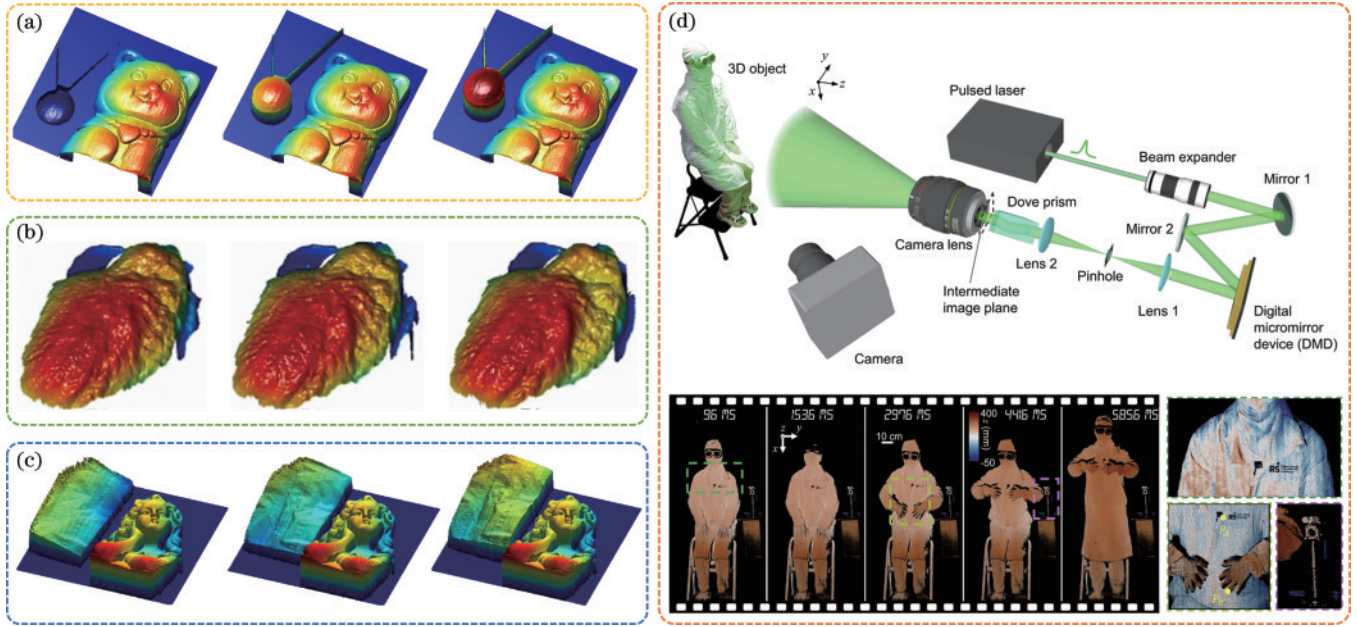 (a)
(b)
(c)
(d)
3D object
y
z
x
Pulsed laser
Beam expander
Mirror 1
Dove prism
Mirror 2
Camera lens
Lens 2
Pinhole
Intermediate
image plane
Lens 1
Digital
micromirror
device (DMD)
Camera
96 MS
1536 MS
2976 MS
4416 MS
5856 MS
z
y
x
10 cm
400
z (mm)
-50